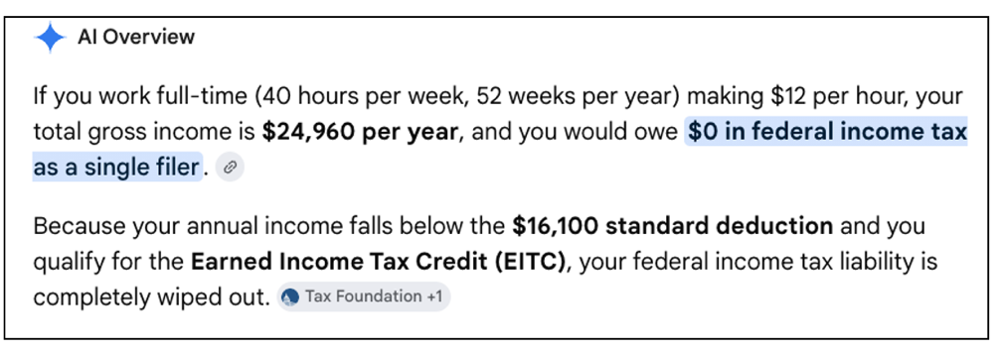 AI Overview
If you work full-time (40 hours per week, 52 weeks per year) making $12 per hour, your
total gross income is $24,960 per year, and you would owe $0 in federal income tax
as a single filer.
Because your annual income falls below the $16,100 standard deduction and you
qualify for the Earned Income Tax Credit (EITC), your federal income tax liability is
completely wiped out. Tax Foundation +1